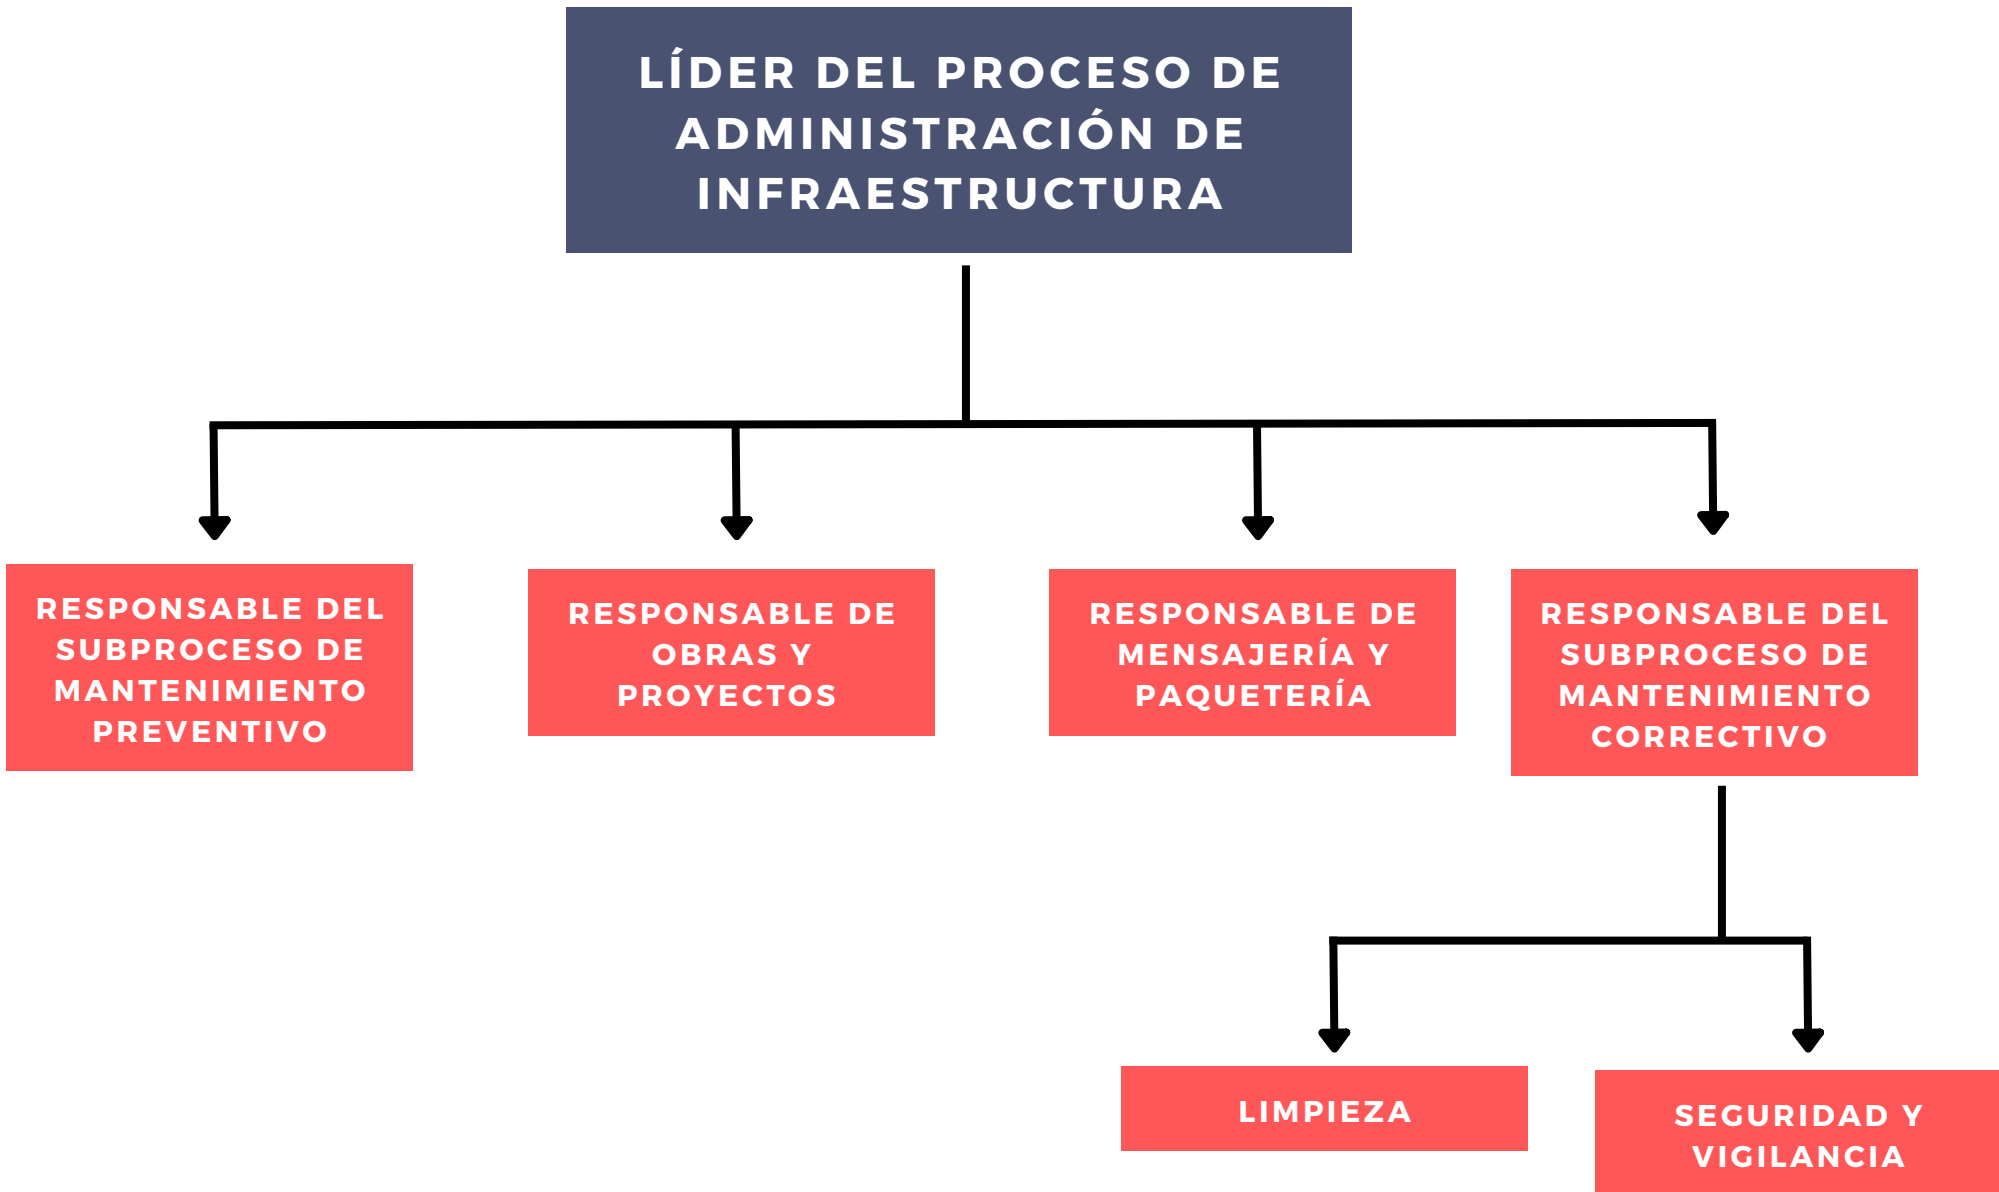 LÍDER DEL PROCESO DE
ADMINISTRACIÓN DE
INFRAESTRUCTURA
RESPONSABLE DEL
SUBPROCESO DE
MANTENIMIENTO
PREVENTIVO
RESPONSABLE DE
OBRAS Y
PROYECTOS
RESPONSABLE DE
MENSAJERÍA Y
PAQUETERÍA
RESPONSABLE DEL
SUBPROCESO DE
MANTENIMIENTO
CORRECTIVO
LIMPIEZA
SEGURIDAD Y
VIGILANCIA